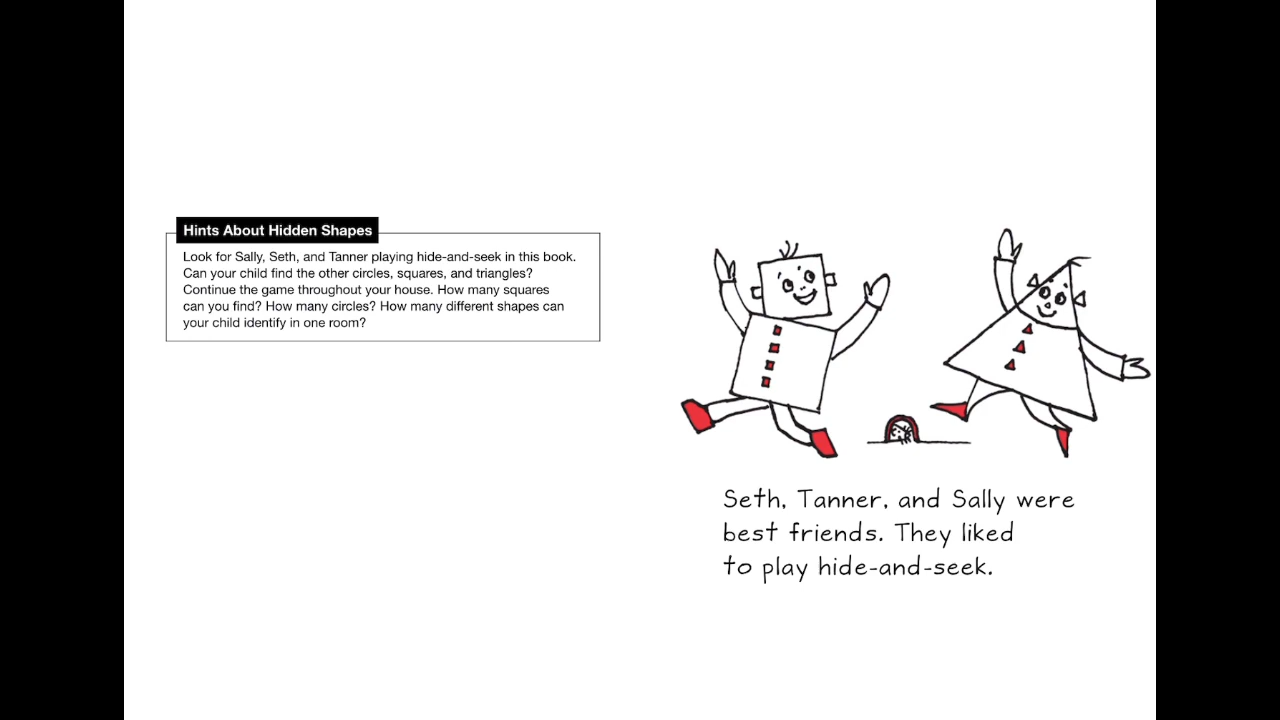 Hints About Hidden Shapes
Look for Sally, Seth, and Tanner playing hide-and-seek in this book.
Can your child find the other circles, squares, and triangles?
Continue the game throughout your house. How many squares
can you find? How many circles? How many different shapes can
your child identify in one room?
Seth, Tanner, and Sally were
best friends. They liked
to play hide-and-seek.